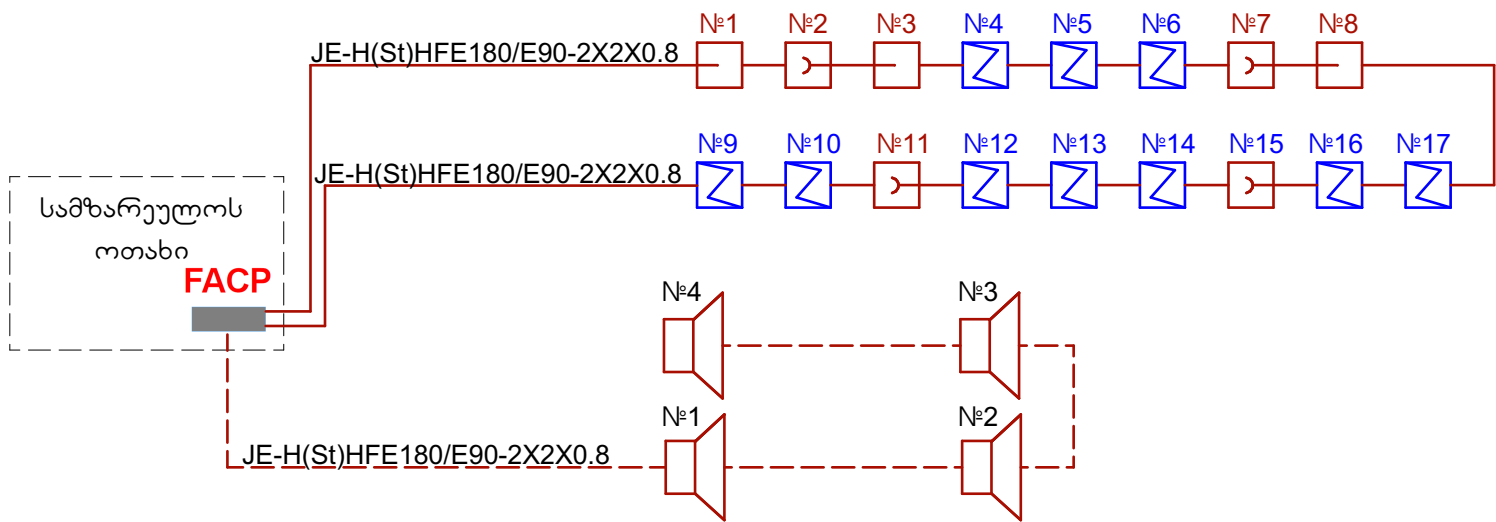 №1 №2 №3 №4 №5 №6 №7 №8
JE-H(St)HFE180/E90-2X2X0.8
№9 №10 №11 №12 №13 №14 №15 №16 №17
JE-H(St)HFE180/E90-2X2X0.8
სამზარეულოს
ოთახი
FACP
№4 №3
№1 №2
JE-H(St)HFE180/E90-2X2X0.8